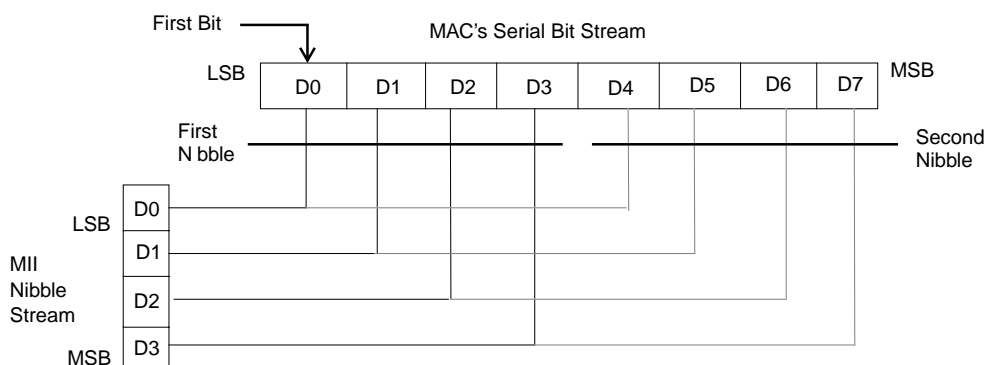 First Bit
MAC's Serial Bit Stream
LSB
D0 D1 D2 D3 D4 D5 D6 D7
MSB
First
N bble
Second
Nibble
LSB
D0
D1
MII
Nibble
Stream
D2
MSB
D3